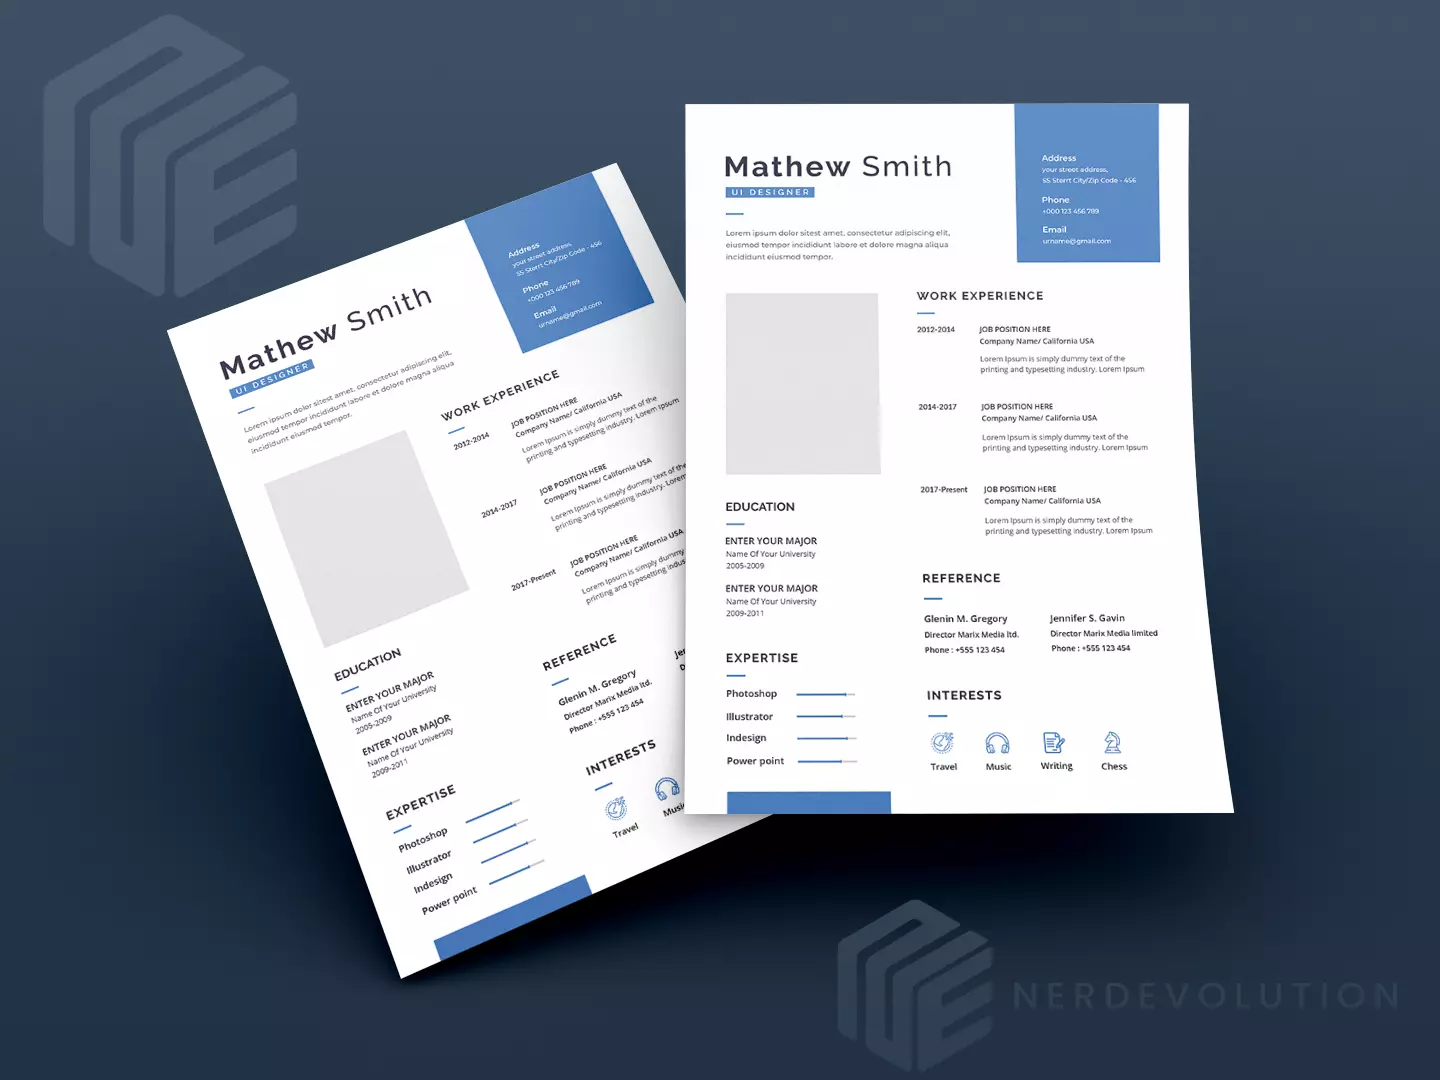 Mathew Smith
UI DESIGNER
Lorem ipsum dolor sitest amet, consectetur adipiscing elit,
eiusmod tempor incididunt labore et dolore magna aliqua
incididunt eiusmod tempor.
Address
your street address,
SS Sterrt City/Zip Code - 456
Phone
+000 123 456 789
Email
urname@gmail.com
WORK EXPERIENCE
2012-2014
JOB POSITION HERE
Company Name/ California USA
Lorem Ipsum is simply dummy text of the
printing and typesetting industry. Lorem Ipsum
2014-2017
JOB POSITION HERE
Company Name/ California USA
Lorem Ipsum is simply dummy text of the
printing and typesetting industry. Lorem
EDUCATION
ENTER YOUR MAJOR
Name Of Your University
2005-2009
ENTER YOUR MAJOR
Name Of Your University
2009-2011
2017-Present
JOB POSITION HERE
Company Name/ California USA
Lorem Ipsum is simply dummy
printing and typesetting industry.
REFERENCE
Glenin M. Gregory
Director Marix Media ltd.
Phone : +555 123 454
EXPERTISE
Photoshop
Illustrator
Indesign
Power point
INTERESTS
Travel
Music
Mathew Smith
UI DESIGNER
Lorem ipsum dolor sitest amet, consectetur adipiscing elit,
eiusmod tempor incididunt labore et dolore magna aliqua
incididunt eiusmod tempor.
Address
your street address,
SS Sterrt City/Zip Code - 456
Phone
+000 123 456 789
Email
urname@gmail.com
WORK EXPERIENCE
2012-2014
JOB POSITION HERE
Company Name/ California USA
Lorem Ipsum is simply dummy text of the
printing and typesetting industry. Lorem Ipsum
2014-2017
JOB POSITION HERE
Company Name/ California USA
Lorem Ipsum is simply dummy text of the
printing and typesetting industry. Lorem Ipsum
2017-Present
JOB POSITION HERE
Company Name/ California USA
Lorem Ipsum is simply dummy text of the
printing and typesetting industry. Lorem Ipsum
EDUCATION
ENTER YOUR MAJOR
Name Of Your University
2005-2009
ENTER YOUR MAJOR
Name Of Your University
2009-2011
REFERENCE
Glenin M. Gregory
Director Marix Media ltd.
Phone : +555 123 454
Jennifer S. Gavin
Director Marix Media limited
Phone : +555 123 454
EXPERTISE
Photoshop
Illustrator
Indesign
Power point
INTERESTS
Travel
Music
Writing
Chess
NERDEVOLUTION